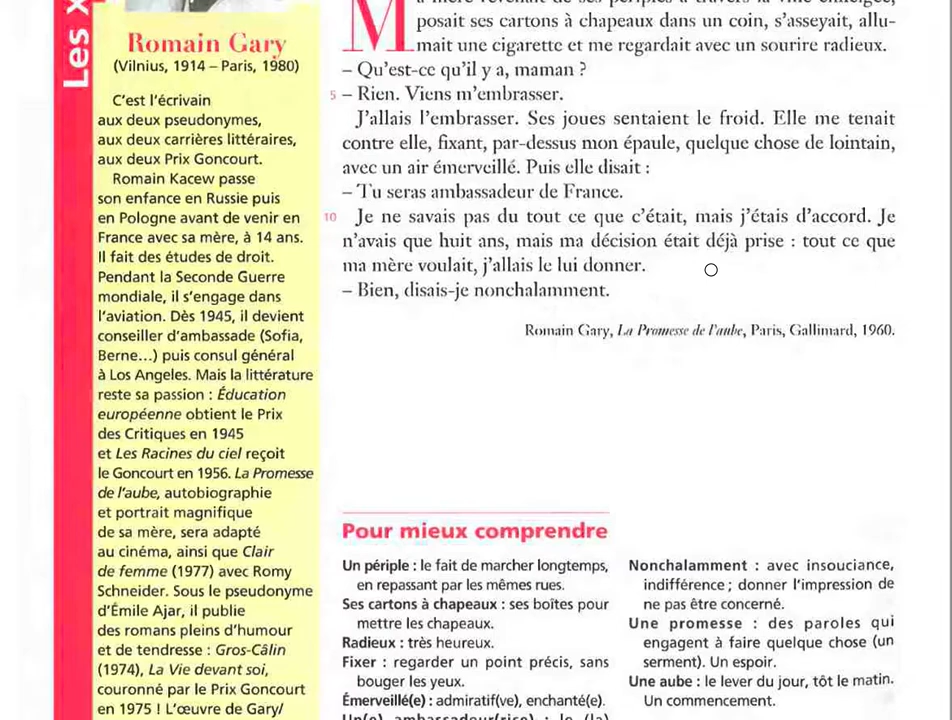 Les x
Romain Gary
(Vilnius, 1914 – Paris, 1980)
C'est l'écrivain
aux deux pseudonymes,
aux deux carrières littéraires,
aux deux Prix Goncourt.
Romain Kacew passe
son enfance en Russie puis
en Pologne avant de venir en
France avec sa mère, à 14 ans.
Il fait des études de droit.
Pendant la Seconde Guerre
mondiale, il s'engage dans
l'aviation. Dès 1945, il devient
conseiller d'ambassade (Sofia,
Berne...) puis consul général
à Los Angeles. Mais la littérature
reste sa passion : Éducation
européenne obtient le Prix
des Critiques en 1945
et Les Racines du ciel reçoit
le Goncourt en 1956. La Promesse
de l'aube, autobiographie
et portrait magnifique
de sa mère, sera adapté
au cinéma, ainsi que Clair
de femme (1977) avec Romy
Schneider. Sous le pseudonyme
d'Émile Ajar, il publie
des romans pleins d'humour
et de tendresse : Gros-Câlin
(1974), La Vie devant soi,
couronné par le Prix Goncourt
en 1975 ! L'œuvre de Gary/
M
posait ses cartons à chapeaux dans un coin, s'asseyait, allu-
mait une cigarette et me regardait avec un sourire radieux.
– Qu'est-ce qu'il y a, maman ?
5 – Rien. Viens m'embrasser.
J'allais l'embrasser. Ses joues sentaient le froid. Elle me tenait
contre elle, fixant, par-dessus mon épaule, quelque chose de lointain,
avec un air émerveillé. Puis elle disait :
– Tu seras ambassadeur de France.
10 Je ne savais pas du tout ce que c'était, mais j'étais d'accord. Je
n'avais que huit ans, mais ma décision était déjà prise : tout ce que
ma mère voulait, j'allais le lui donner.
– Bien, disais-je nonchalamment.
Romain Gary, La Promesse de l'aube, Paris, Gallimard, 1960.
Pour mieux comprendre
Un périple : le fait de marcher longtemps,
en repassant par les mêmes rues.
Ses cartons à chapeaux : ses boîtes pour
mettre les chapeaux.
Radieux : très heureux.
Fixer : regarder un point précis, sans
bouger les yeux.
Émerveillé(e) : admiratif(ve), enchanté(e).
Un(e) ambassadeur(rice) : le (la)
Nonchalamment : avec insouciance,
indifférence ; donner l'impression de
ne pas être concerné.
Une promesse : des paroles qui
engagent à faire quelque chose (un
serment). Un espoir.
Une aube : le lever du jour, tôt le matin.
Un commencement.